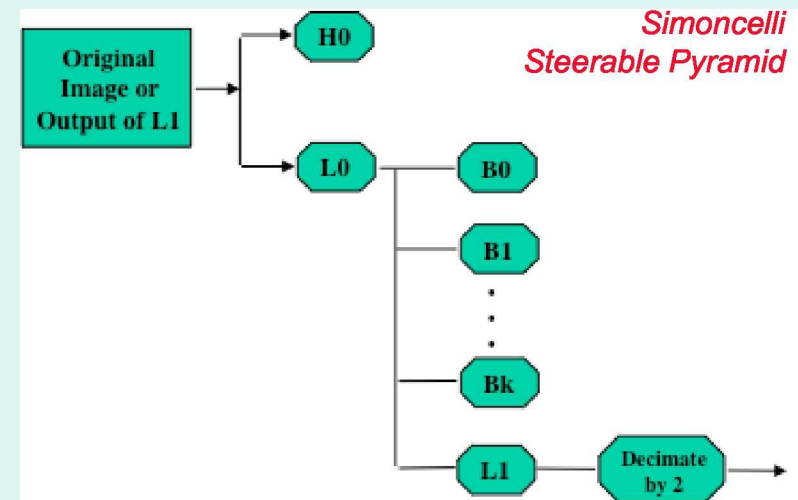 Simoncelli
Steerable Pyramid
Original
Image or
Output of L1
H0
L0
B0
B1
Bk
L1
Decimate
by 2